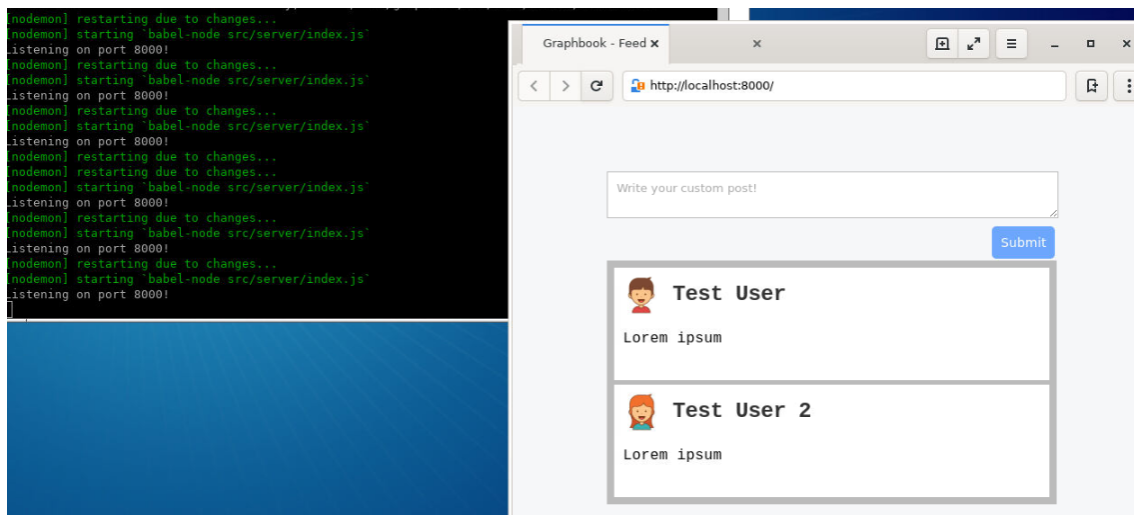 [nodemon] restarting due to changes...
[nodemon] starting `babel-node src/server/index.js`
Listening on port 8000!
[nodemon] restarting due to changes...
[nodemon] starting `babel-node src/server/index.js`
Listening on port 8000!
[nodemon] restarting due to changes...
[nodemon] starting `babel-node src/server/index.js`
Listening on port 8000!
[nodemon] restarting due to changes...
[nodemon] restarting due to changes...
[nodemon] starting `babel-node src/server/index.js`
Listening on port 8000!
[nodemon] restarting due to changes...
[nodemon] starting `babel-node src/server/index.js`
Listening on port 8000!
[nodemon] restarting due to changes...
[nodemon] starting `babel-node src/server/index.js`
Listening on port 8000!
Graphbook - Feed
http://localhost:8000/
Write your custom post!
Submit
Test User
Lorem ipsum
Test User 2
Lorem ipsum